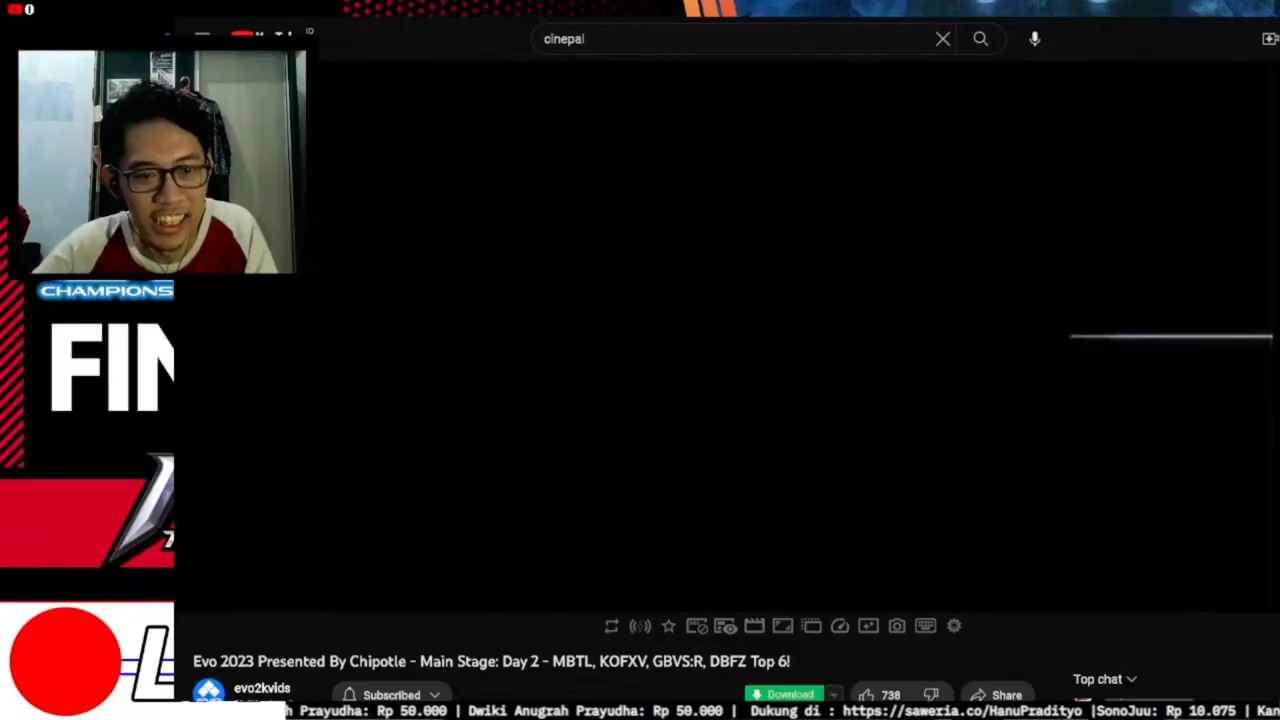 0
ID
cinepal
CHAMPIONS
FIN
Evo 2023 Presented By Chipotle - Main Stage: Day 2 - MBTL, KOFXV, GBVS:R, DBFZ Top 6!
evo2kvids
Subscribed
Download
738
Share
Top chat
h Prayudha: Rp 50.000 | Dwiki Anugrah Prayudha: Rp 50.000 | Dukung di : https://saweria.co/HanuPradityo |SonoJuu: Rp 10.075 | Kan